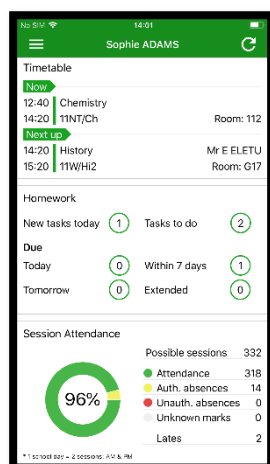 No SIM 14:01
Sophie ADAMS
Timetable
Now
12:40 Chemistry
14:20 11NT/Ch Room: 112
Next up
14:20 History Mr E ELETU
15:20 11W/Hi2 Room: G17
Homework
New tasks today 1 Tasks to do 2
Due
Today 0 Within 7 days 1
Tomorrow 0 Extended 0
Session Attendance
Possible sessions 332
Attendance 318
Auth. absences 14
Unauth. absences 0
Unknown marks 0
Lates 2
96%
* 1 school day = 2 sessions: AM & PM